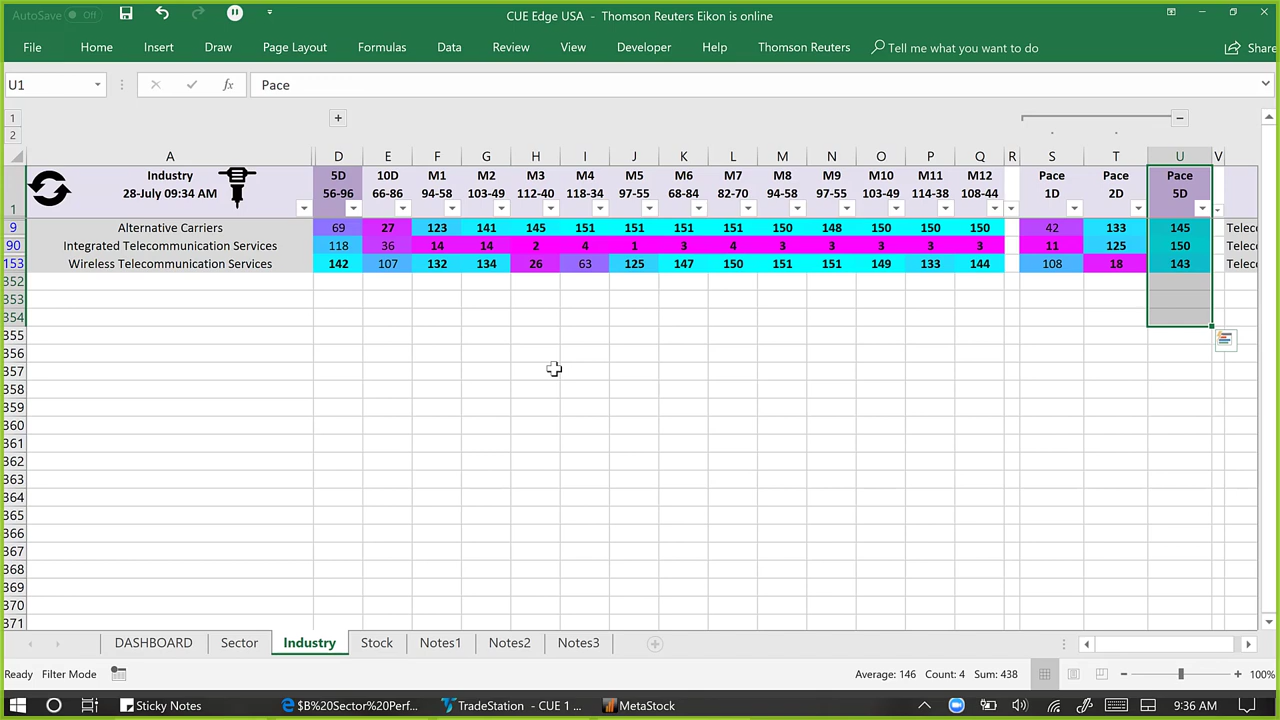 AutoSave Off
CUE Edge USA - Thomson Reuters Eikon is online
File Home Insert Draw Page Layout Formulas Data Review View Developer Help Thomson Reuters Tell me what you want to do Share
U1 fx Pace
1
2
A D E F G H I J K L M N O P Q R S T U V
Industry 5D 10D M1 M2 M3 M4 M5 M6 M7 M8 M9 M10 M11 M12 Pace Pace Pace
28-July 09:34 AM 56-96 66-86 94-58 103-49 112-40 118-34 97-55 68-84 82-70 94-58 97-55 103-49 114-38 108-44 1D 2D 5D
1
9 Alternative Carriers 69 27 123 141 145 151 151 151 151 150 148 150 150 150 42 133 145 Telec
90 Integrated Telecommunication Services 118 36 14 14 2 4 1 3 4 3 3 3 3 3 11 125 150 Telec
153 Wireless Telecommunication Services 142 107 132 134 26 63 125 147 150 151 151 149 133 144 108 18 143 Telec
352
353
354
355
356
357
358
359
360
361
362
363
364
365
366
367
368
369
370
371
DASHBOARD Sector Industry Stock Notes1 Notes2 Notes3
Ready Filter Mode Average: 146 Count: 4 Sum: 438 100%
Sticky Notes $B%20Sector%20Perf... TradeStation - CUE 1 ... MetaStock 9:36 AM